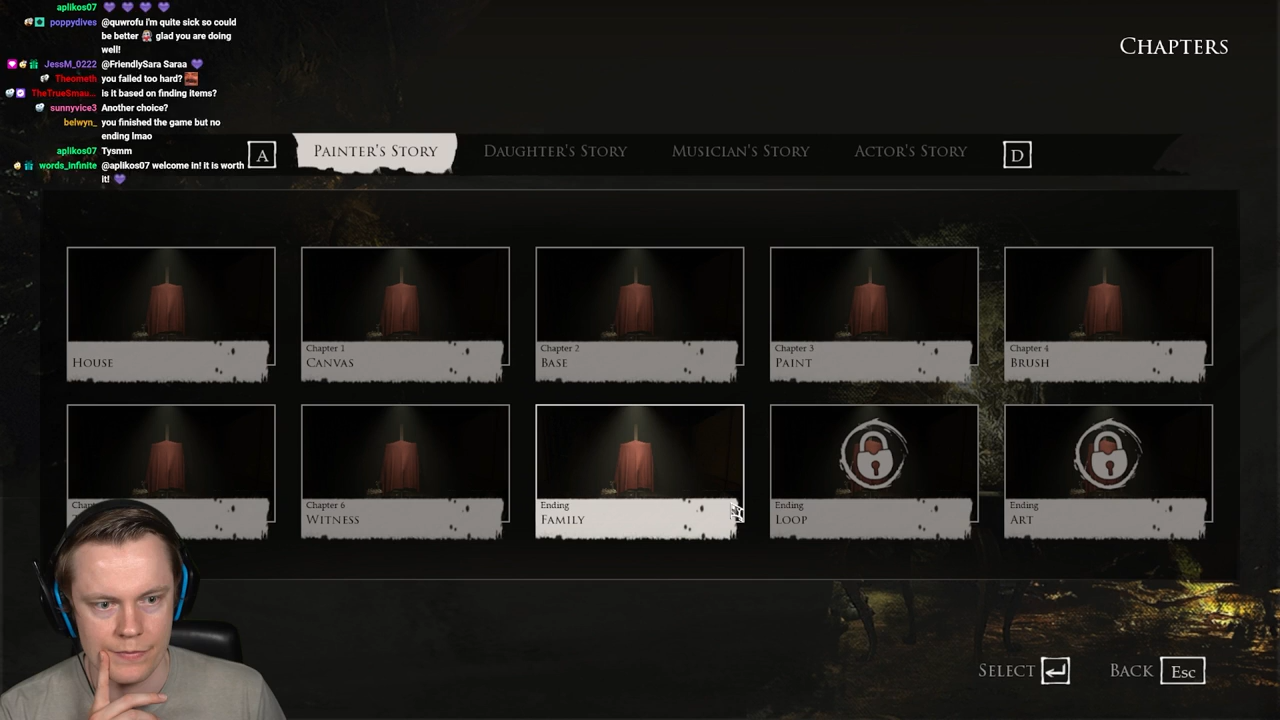 aplikos07
poppydives @quwrofu i'm quite sick so could
be better glad you are doing
well!
JessM_0222 @FriendlySara Saraa
Theometh you failed too hard?
TheTrueSmau... is it based on finding items?
sunnyvice3 Another choice?
belwyn_ you finished the game but no
ending lmao
aplikos07 Tysmm
words_infinite @aplikos07 welcome in! it is worth
it!
Chapters
A Painter's Story Daughter's Story Musician's Story Actor's Story D
House
Chapter 1
Canvas
Chapter 2
Base
Chapter 3
Paint
Chapter 4
Brush
Chapter 6
Witness
Ending
Family
Ending
Loop
Ending
Art
Select Back Esc